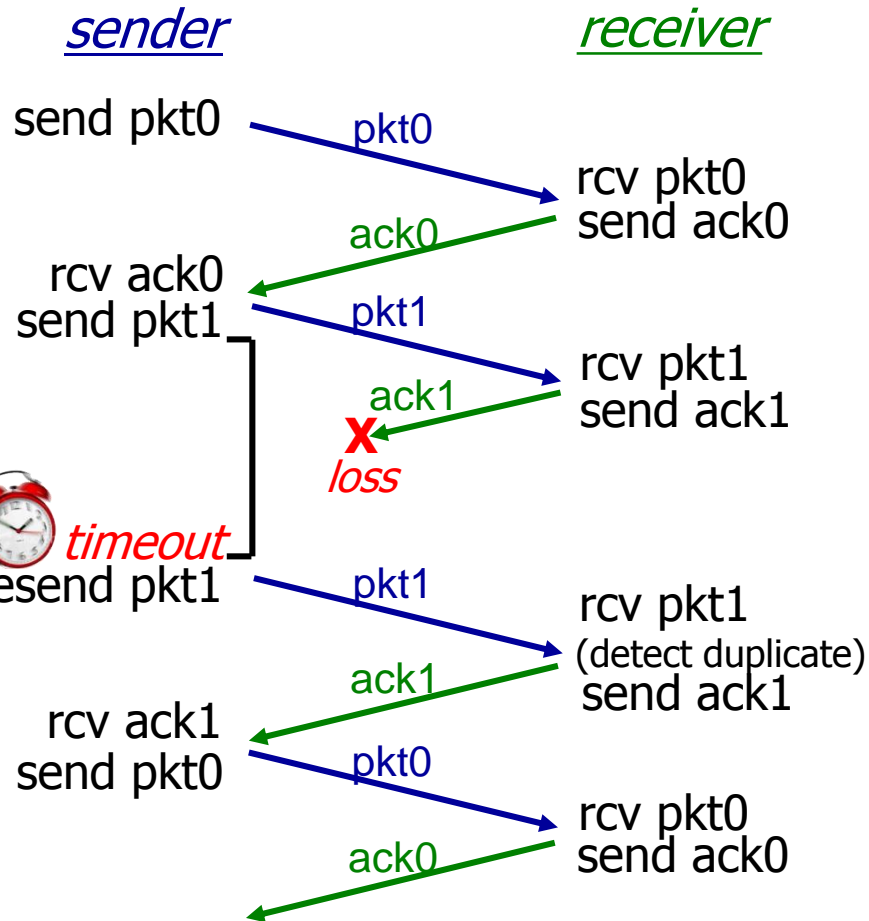 sender
receiver
send pkt0
pkt0
rcv pkt0
send ack0
ack0
rcv ack0
send pkt1
pkt1
rcv pkt1
send ack1
ack1
X
loss
timeout
esend pkt1
pkt1
rcv pkt1
(detect duplicate)
send ack1
ack1
rcv ack1
send pkt0
pkt0
rcv pkt0
send ack0
ack0